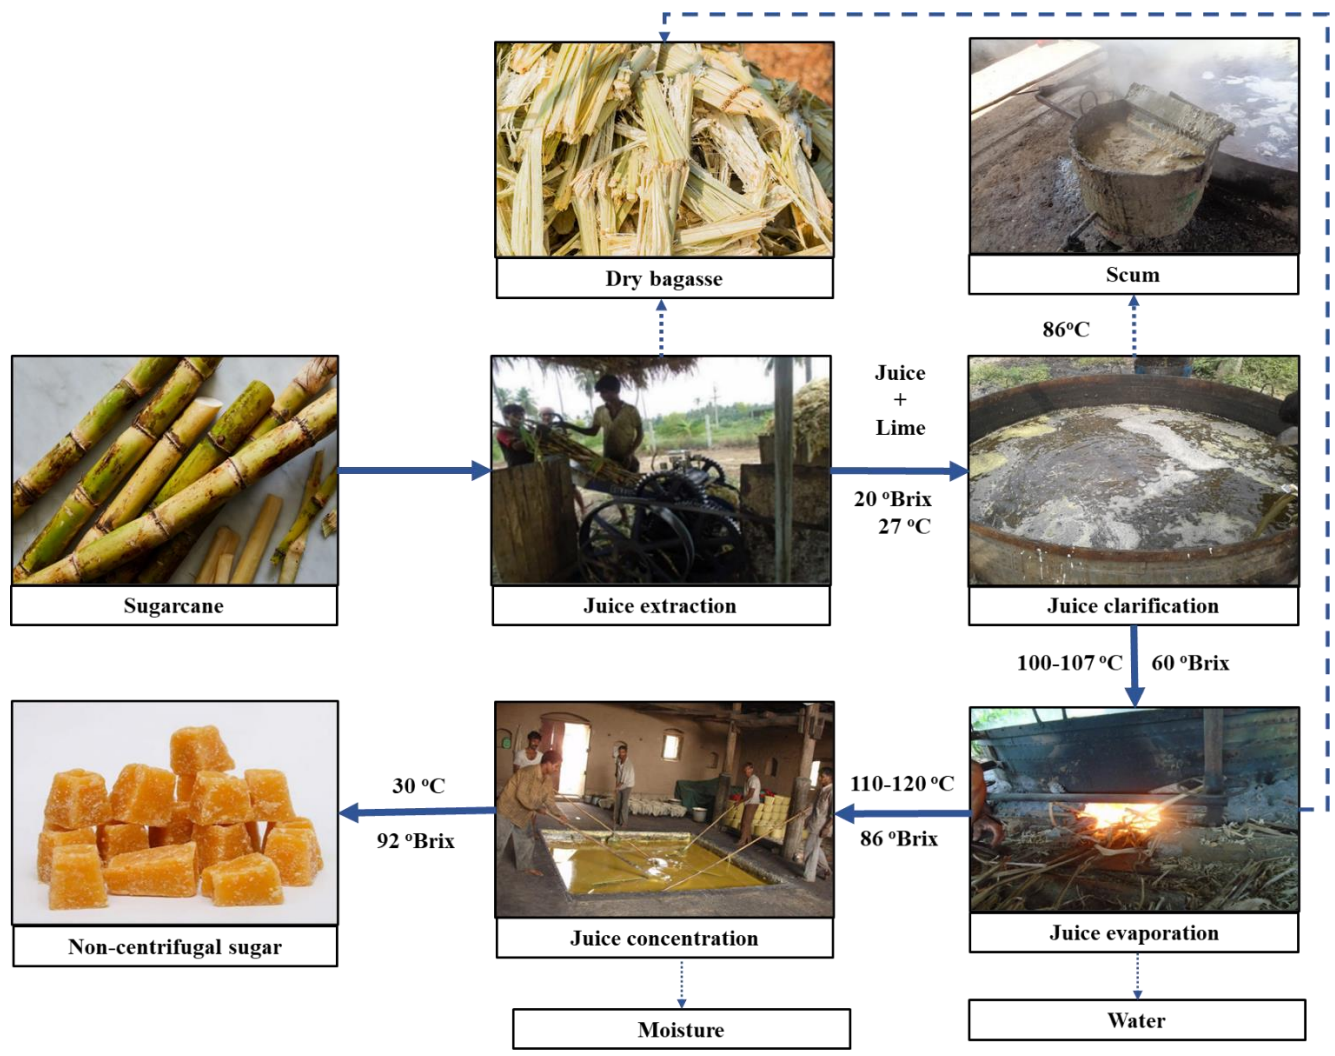 Dry bagasse
Scum
86°C
Juice
+
Lime
20 °Brix
27 °C
Sugarcane
Juice extraction
Juice clarification
100-107 °C
60 °Brix
110-120 °C
86 °Brix
30 °C
92 °Brix
Non-centrifugal sugar
Juice concentration
Juice evaporation
Moisture
Water